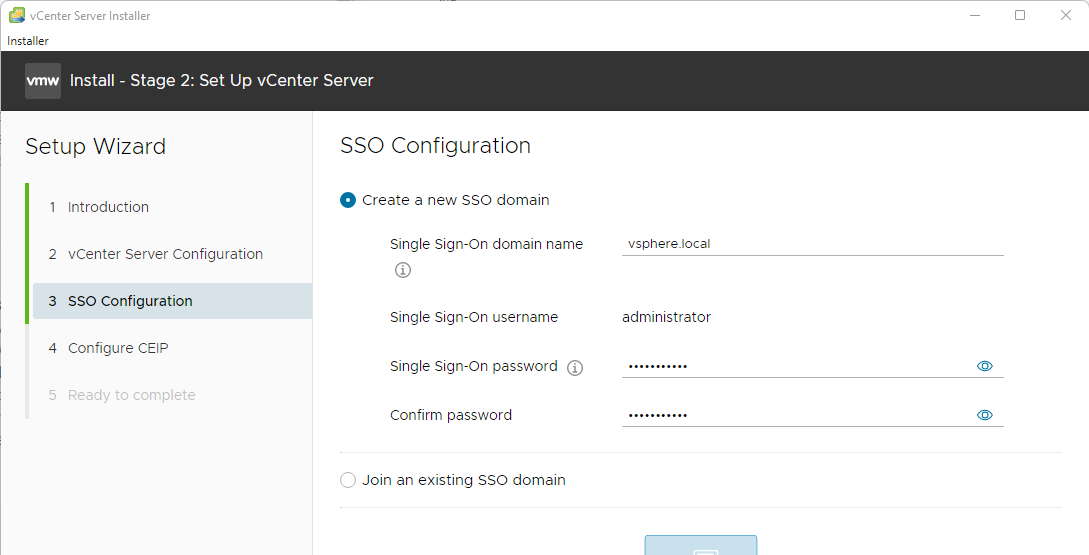 vCenter Server Installer
Installer
vmw Install - Stage 2: Set Up vCenter Server
Setup Wizard
1 Introduction
2 vCenter Server Configuration
3 SSO Configuration
4 Configure CEIP
5 Ready to complete
SSO Configuration
Create a new SSO domain
Single Sign-On domain name vsphere.local
Single Sign-On username administrator
Single Sign-On password •••••••••••
Confirm password •••••••••••
Join an existing SSO domain